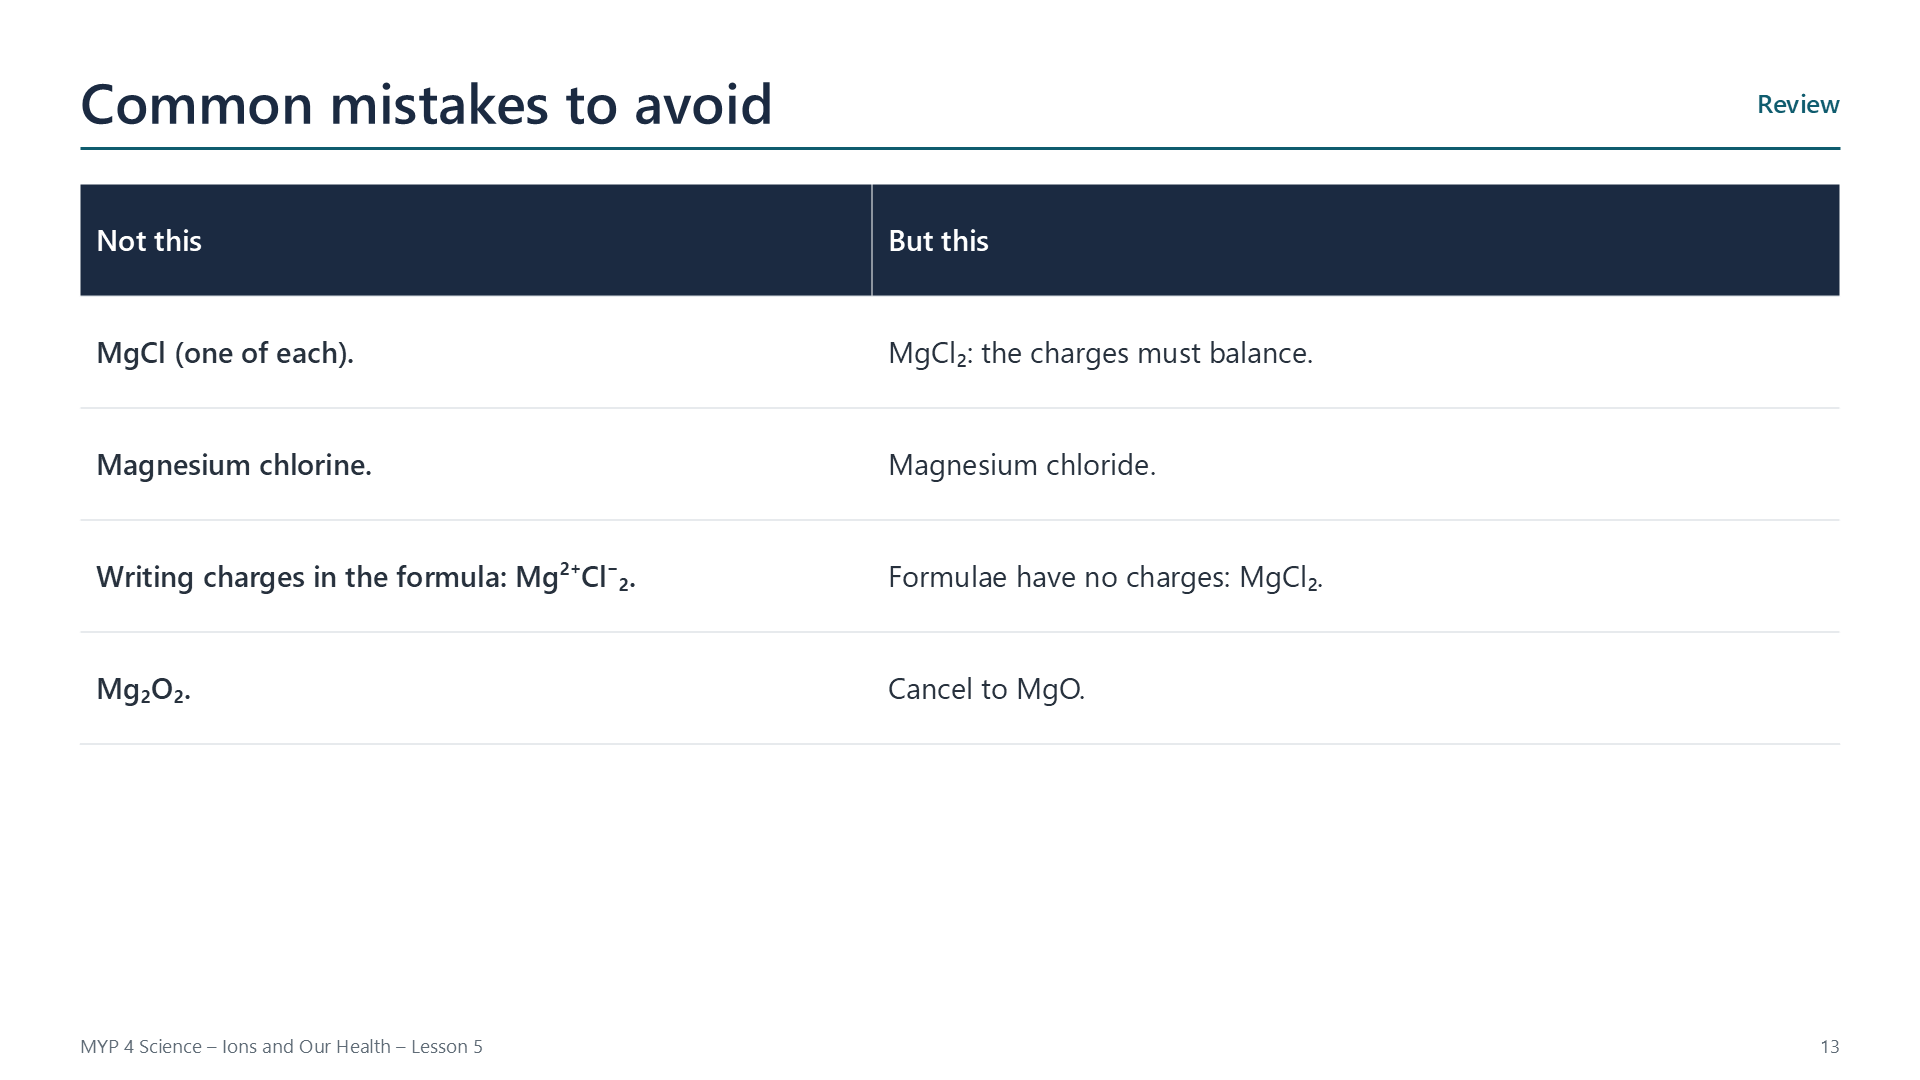 Common mistakes to avoid
Review
Not this
But this
MgCl (one of each).
MgCl₂: the charges must balance.
Magnesium chlorine.
Magnesium chloride.
Writing charges in the formula: Mg²⁺Cl⁻₂.
Formulae have no charges: MgCl₂.
Mg₂O₂.
Cancel to MgO.
MYP 4 Science – Ions and Our Health – Lesson 5
13